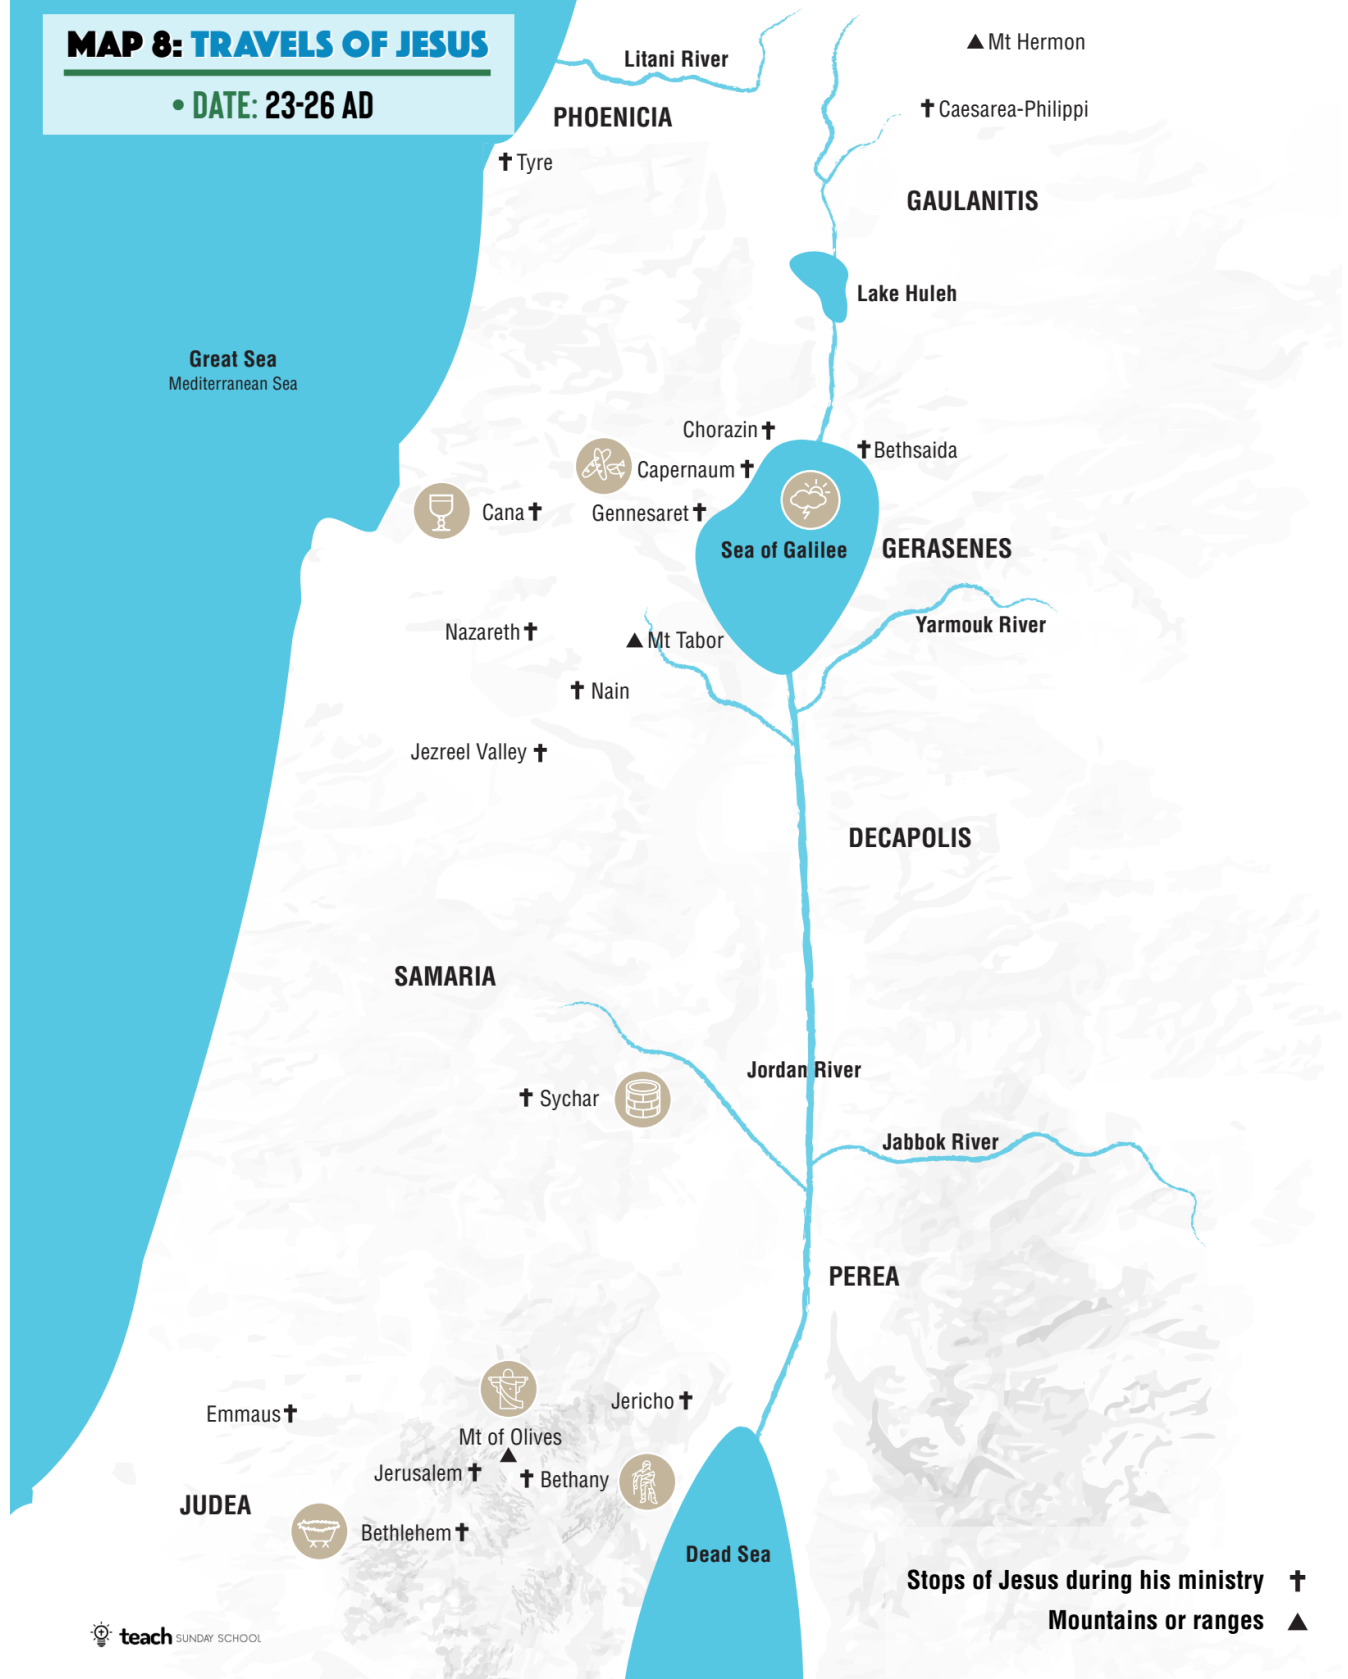 MAP 8: TRAVELS OF JESUS
• DATE: 23-26 AD
Litani River
Mt Hermon
Caesarea-Philippi
PHOENICIA
Tyre
GAULANITIS
Lake Huleh
Great Sea
Mediterranean Sea
Chorazin
Bethsaida
Capernaum
Cana
Gennesaret
Sea of Galilee
GERASENES
Yarmouk River
Nazareth
Mt Tabor
Nain
Jezreel Valley
DECAPOLIS
SAMARIA
Jordan River
Sychar
Jabbok River
PEREA
Jericho
Emmaus
Mt of Olives
Jerusalem
Bethany
JUDEA
Bethlehem
Dead Sea
Stops of Jesus during his ministry
Mountains or ranges
teach SUNDAY SCHOOL